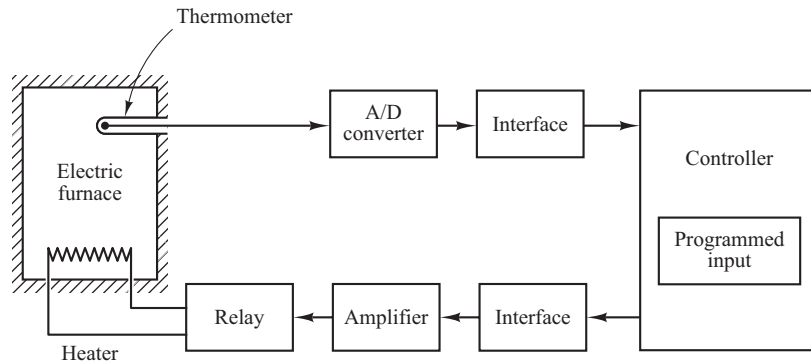 Thermometer
A/D
converter
Interface
Controller
Electric
furnace
Programmed
input
Relay
Amplifier
Interface
Heater